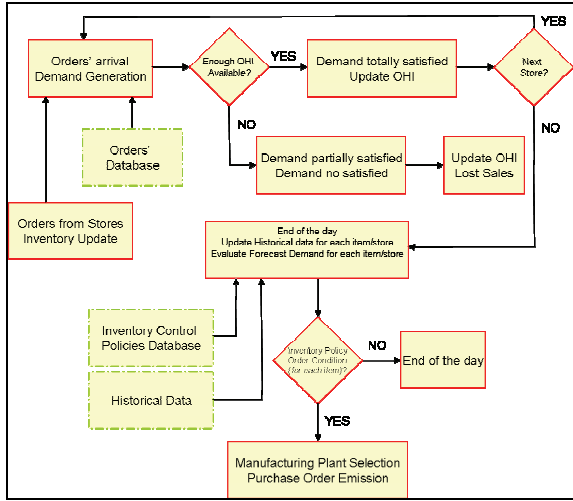 YES
Orders' arrival
Demand Generation
Enough OHI
Available?
YES
Demand totally satisfied
Update OHI
Next
Store?
NO
NO
Orders'
Database
Demand partially satisfied
Demand no satisfied
Update OHI
Lost Sales
Orders from Stores
Inventory Update
End of the day
Update Historical data for each item/store
Evaluate Forecast Demand for each item/store
Inventory Control
Policies Database
Inventory Policy
Order Condition
(for each item)?
NO
End of the day
Historical Data
YES
Manufacturing Plant Selection
Purchase Order Emission